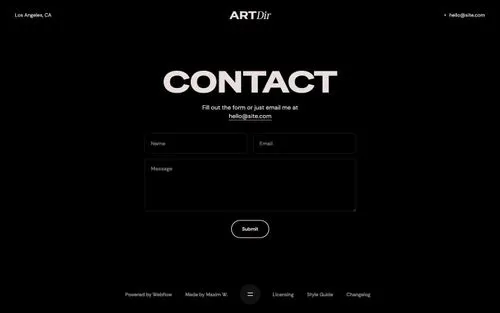 Los Angeles, CA
ARTDir
hello@site.com
CONTACT
Fill out the form or just email me at
hello@site.com
Name
Email
Message
Submit
Powered by Webflow
Made by Maxim W.
Licensing
Style Guide
Changelog